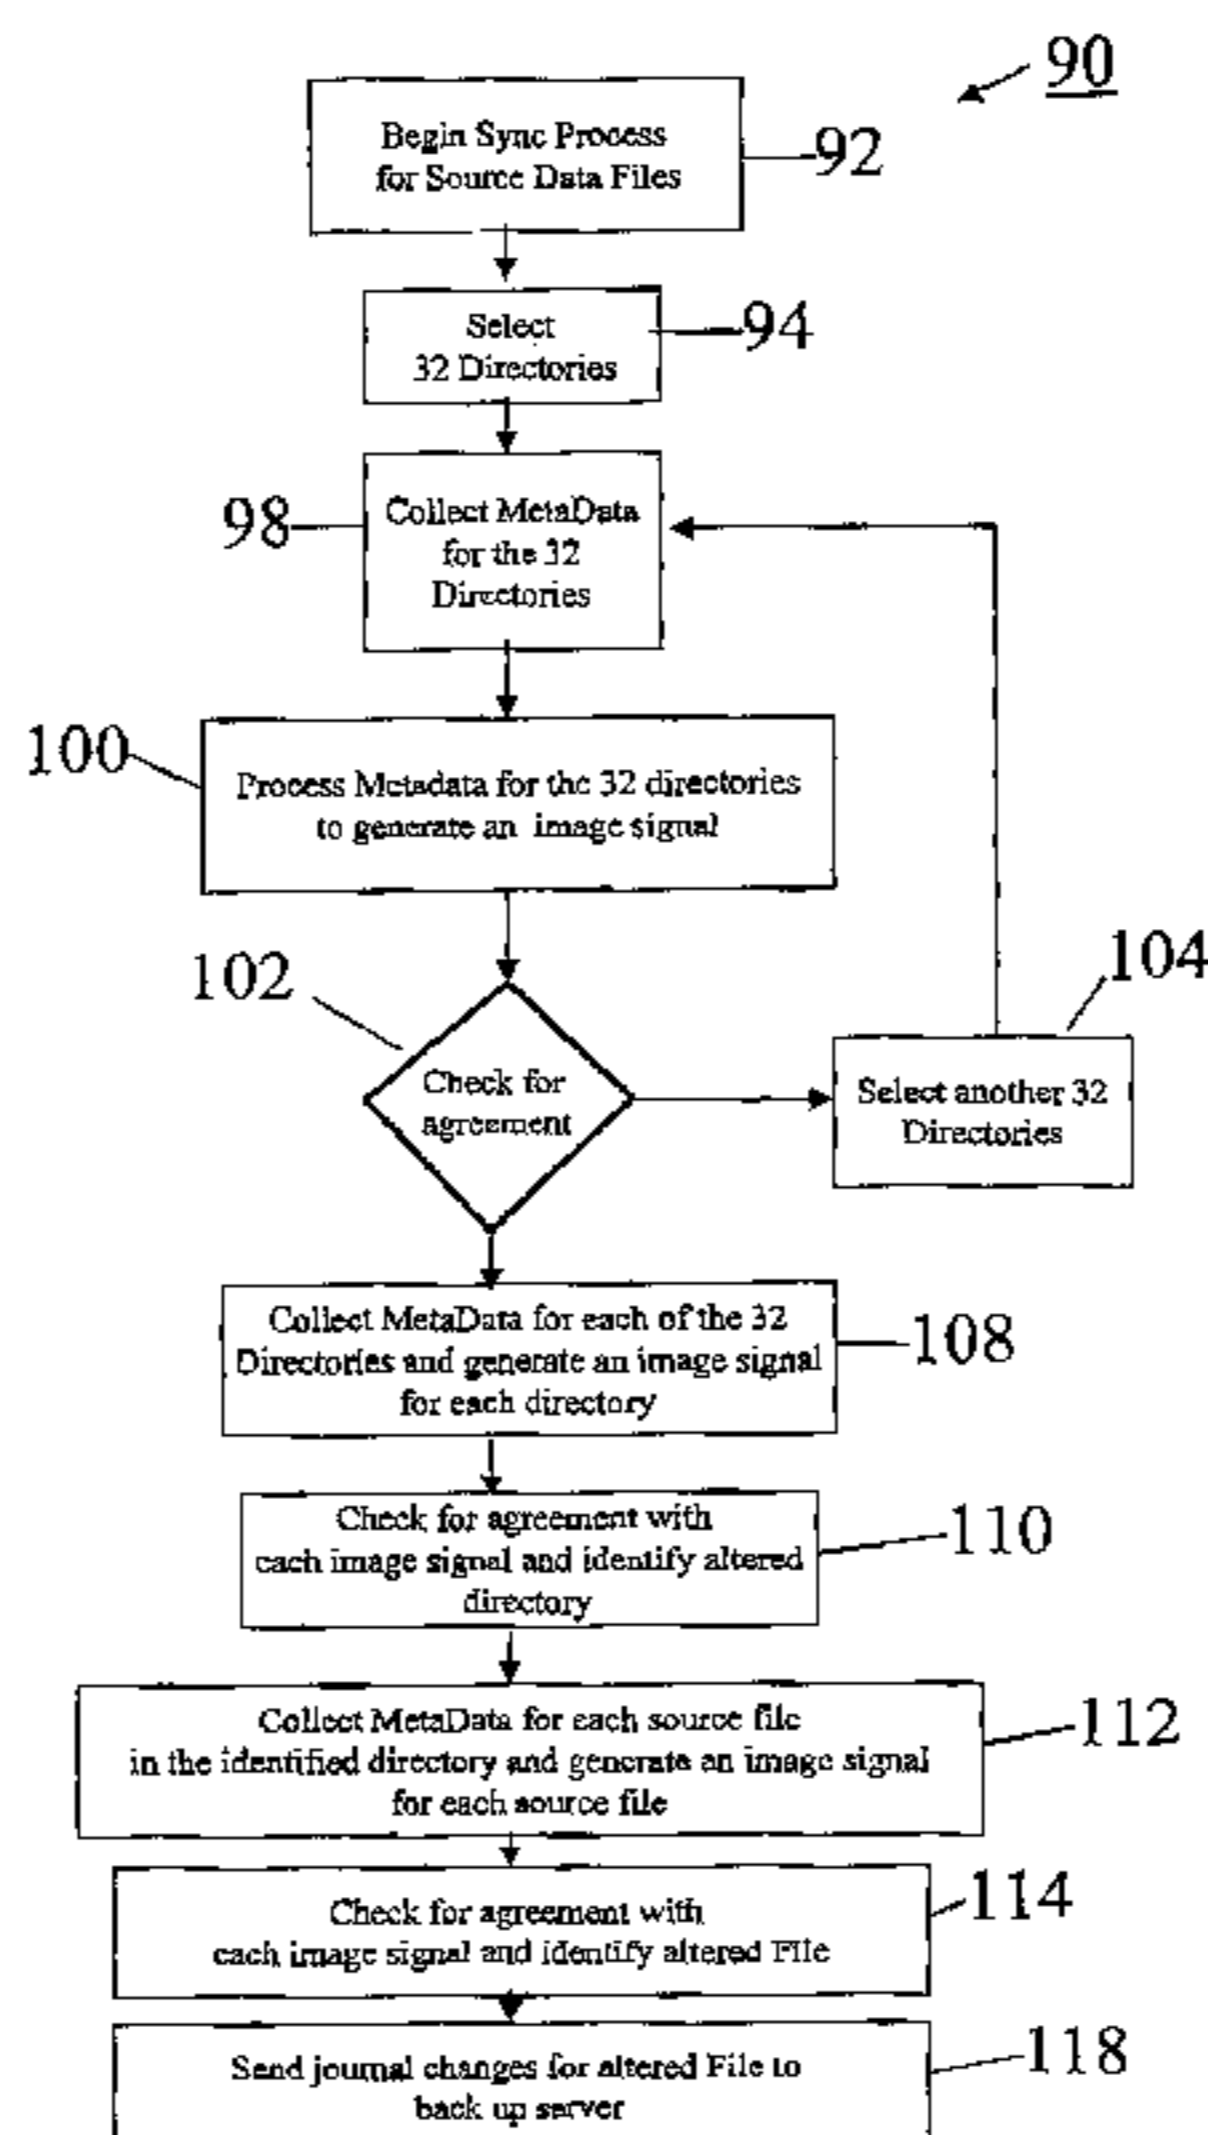 90
Begin Sync Process
for Source Data Files
92
Select
32 Directories
94
98
Collect MetaData
for the 32
Directories
100
Process Metadata for the 32 directories
to generate an image signal
102
Check for
agreement
104
Select another 32
Directories
Collect MetaData for each of the 32
Directories and generate an image signal
for each directory
108
Check for agreement with
each image signal and identify altered
directory
110
Collect MetaData for each source file
in the identified directory and generate an image signal
for each source file
112
Check for agreement with
each image signal and identify altered File
114
Send journal changes for altered File to
back up server
118